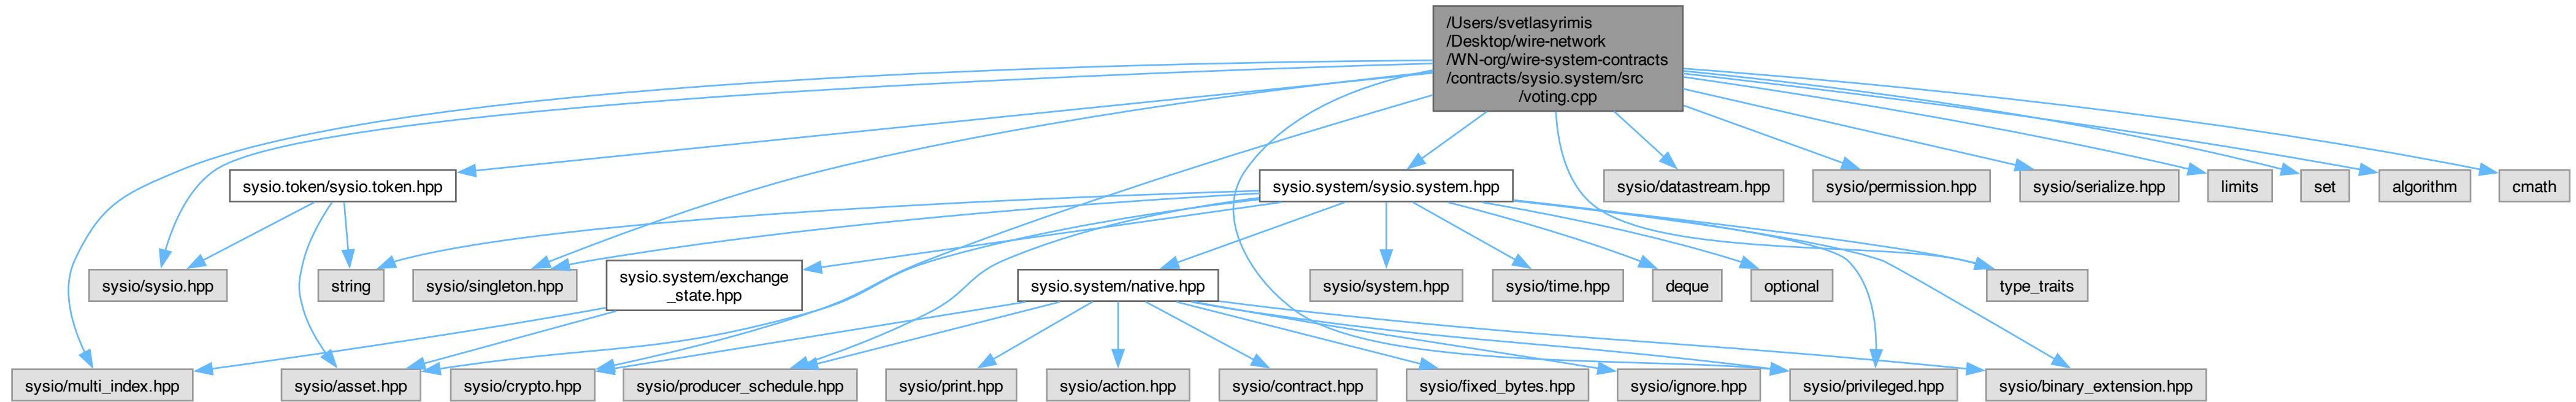 /Users/svetlasyrimis
/Desktop/wire-network
/WN-org/wire-system-contracts
/contracts/sysio.system/src
/voting.cpp
sysio.token/sysio.token.hpp
sysio.system/sysio.system.hpp
sysio/datastream.hpp
sysio/permission.hpp
sysio/serialize.hpp
limits
set
algorithm
cmath
sysio/sysio.hpp
string
sysio/singleton.hpp
sysio.system/exchange
_state.hpp
sysio.system/native.hpp
sysio/system.hpp
sysio/time.hpp
deque
optional
type_traits
sysio/multi_index.hpp
sysio/asset.hpp
sysio/crypto.hpp
sysio/producer_schedule.hpp
sysio/print.hpp
sysio/action.hpp
sysio/contract.hpp
sysio/fixed_bytes.hpp
sysio/ignore.hpp
sysio/privileged.hpp
sysio/binary_extension.hpp